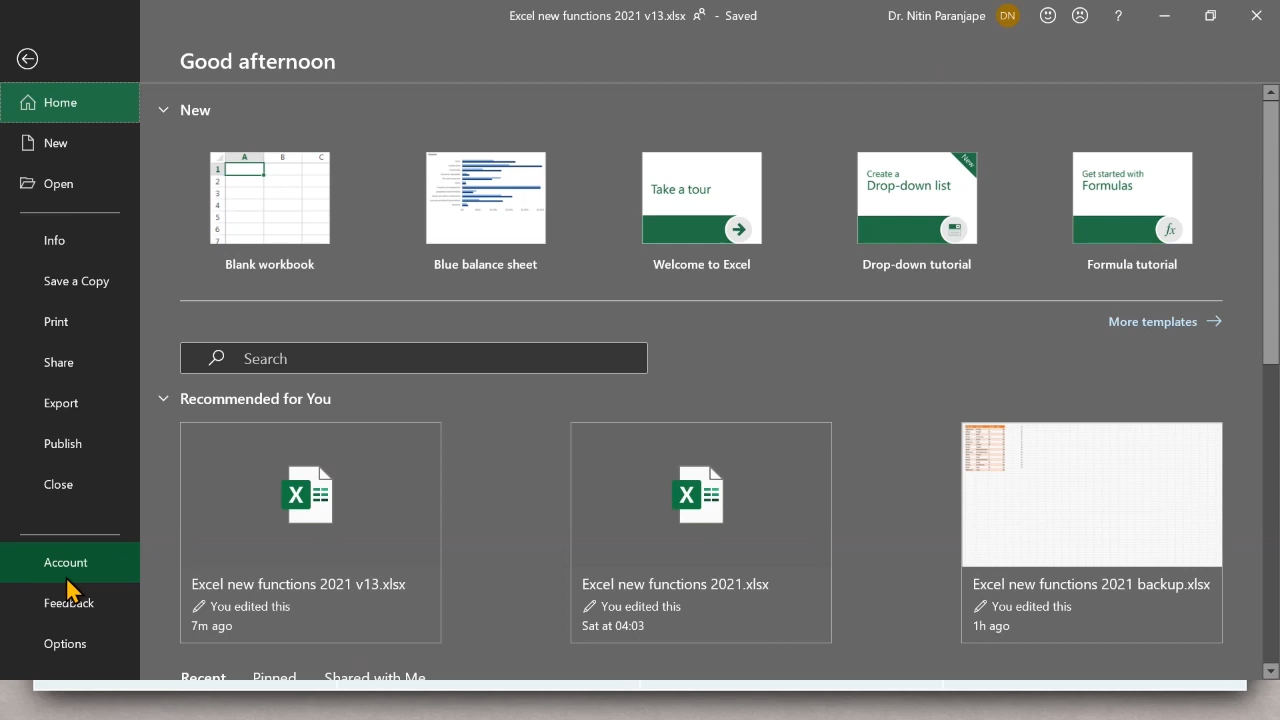 Excel new functions 2021 v13.xlsx - Saved
Dr. Nitin Paranjape DN ?
Good afternoon
Home
New
Open
Info
Save a Copy
Print
Share
Export
Publish
Close
Account
Feedback
Options
New
A B C
1
2
3
4
5
6
7
Take a tour
New
Create a
Drop-down list
Get started with
Formulas
fx
Blank workbook
Blue balance sheet
Welcome to Excel
Drop-down tutorial
Formula tutorial
More templates
Search
Recommended for You
X
X
Excel new functions 2021 v13.xlsx
You edited this
7m ago
Excel new functions 2021.xlsx
You edited this
Sat at 04:03
Excel new functions 2021 backup.xlsx
You edited this
1h ago
Recent Pinned Shared with Me